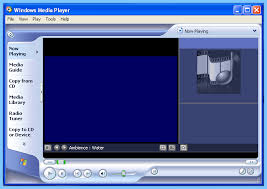 Windows Media Player
File View Play Tools Help
Now Playing
Now
Playing
Media
Guide
Copy from
CD
Media
Library
Radio
Tuner
Copy to CD
or Device
Ambience : Water